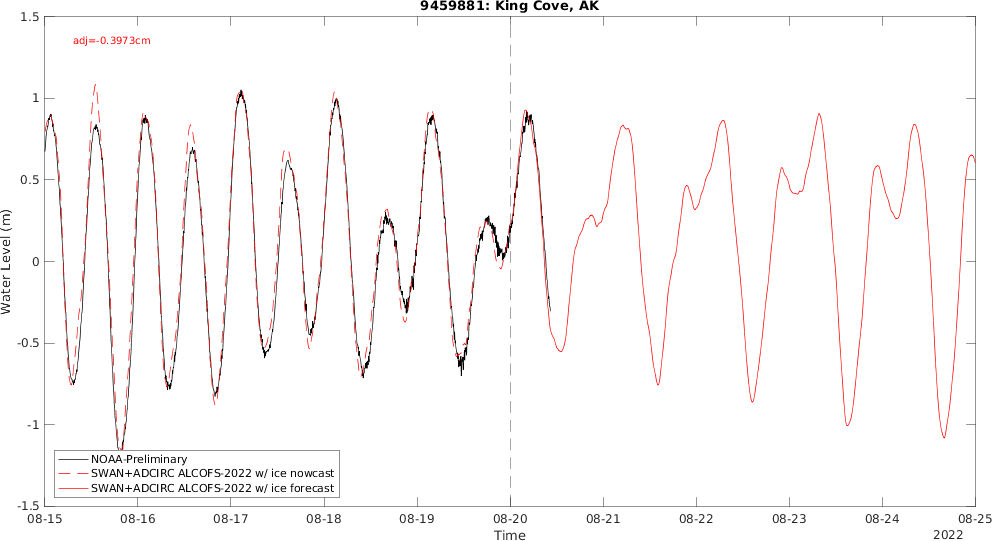 9459881: King Cove, AK
adj=-0.3973cm
Water Level (m)
1.5
1
0.5
0
-0.5
-1
-1.5
NOAA-Preliminary
SWAN+ADCIRC ALCOFS-2022 w/ ice nowcast
SWAN+ADCIRC ALCOFS-2022 w/ ice forecast
08-15 08-16 08-17 08-18 08-19 08-20 08-21 08-22 08-23 08-24 08-25
Time
2022